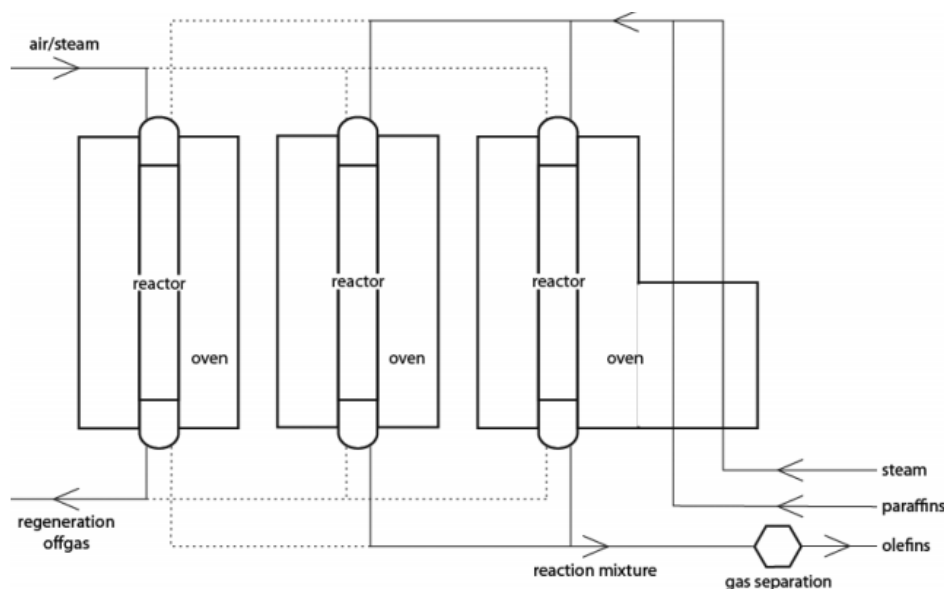 air/steam
reactor
reactor
reactor
oven
oven
oven
steam
paraffins
olefins
regeneration
offgas
reaction mixture
gas separation